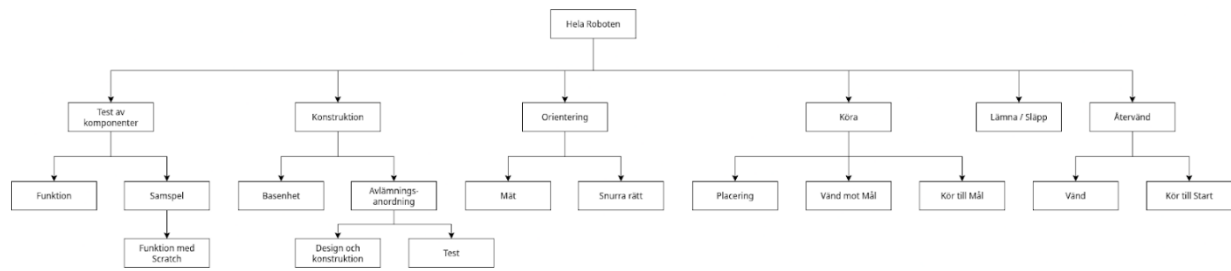 Hela Roboten
Test av
komponenter
Konstruktion
Orientering
Köra
Lämna / Släpp
Återvänd
Funktion
Samspel
Basenhet
Avlämnings-
anordning
Mät
Snurra rätt
Placering
Vänd mot Mål
Kör till Mål
Vänd
Kör till Start
Funktion med
Scratch
Design och
konstruktion
Test